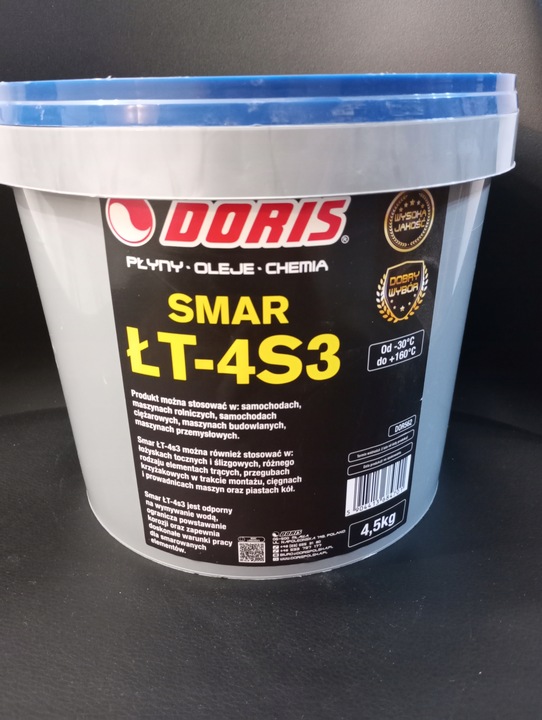 DORIS®
PŁYNY · OLEJE · CHEMIA
WYSOKA
JAKOŚĆ
DOBRY
WYBÓR
SMAR
ŁT-4S3
Od -30°C
do +160°C
Produkt można stosować w: samochodach,
maszynach rolniczych, samochodach
ciężarowych, maszynach budowlanych,
maszynach przemysłowych.
Smar ŁT-4s3 można również stosować w:
łożyskach tocznych i ślizgowych, różnego
rodzaju elementach trących, przegubach
krzyżakowych w trakcie montażu, cięgnach
i prowadnicach maszyn oraz piastach kół.
Smar ŁT-4s3 jest odporny
na wymywanie wodą,
ogranicza powstawanie
korozji oraz zapewnia
doskonałe warunki pracy
dla smarowanych
elementów.
DORIS
4,5kg